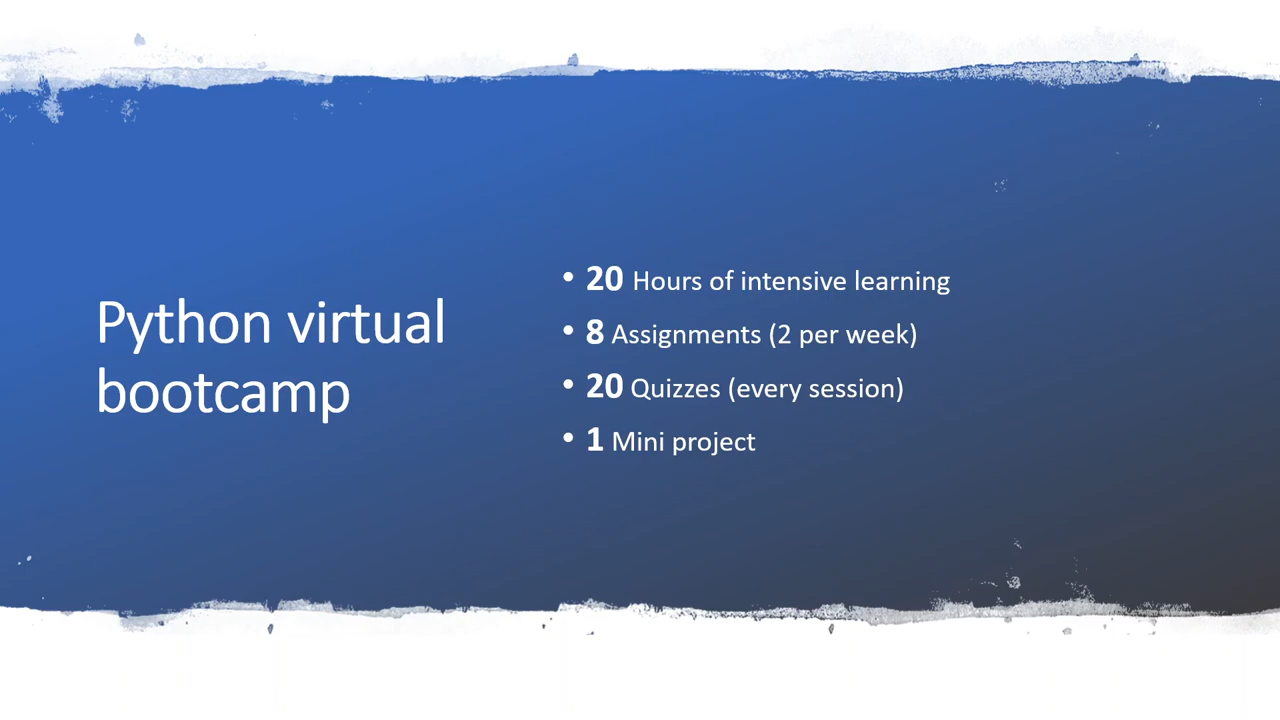 Python virtual
bootcamp
• 20 Hours of intensive learning
• 8 Assignments (2 per week)
• 20 Quizzes (every session)
• 1 Mini project